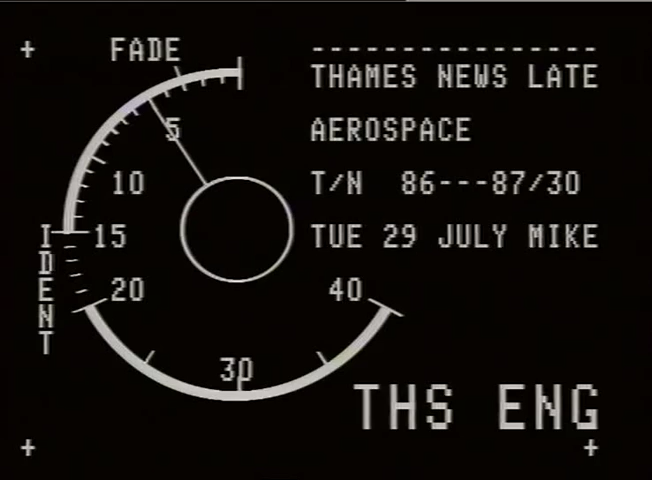 FADE
----------------
THAMES NEWS LATE
AEROSPACE
T/N 86---87/30
TUE 29 JULY MIKE
5
10
15
20
30
40
IDENT
THS ENG